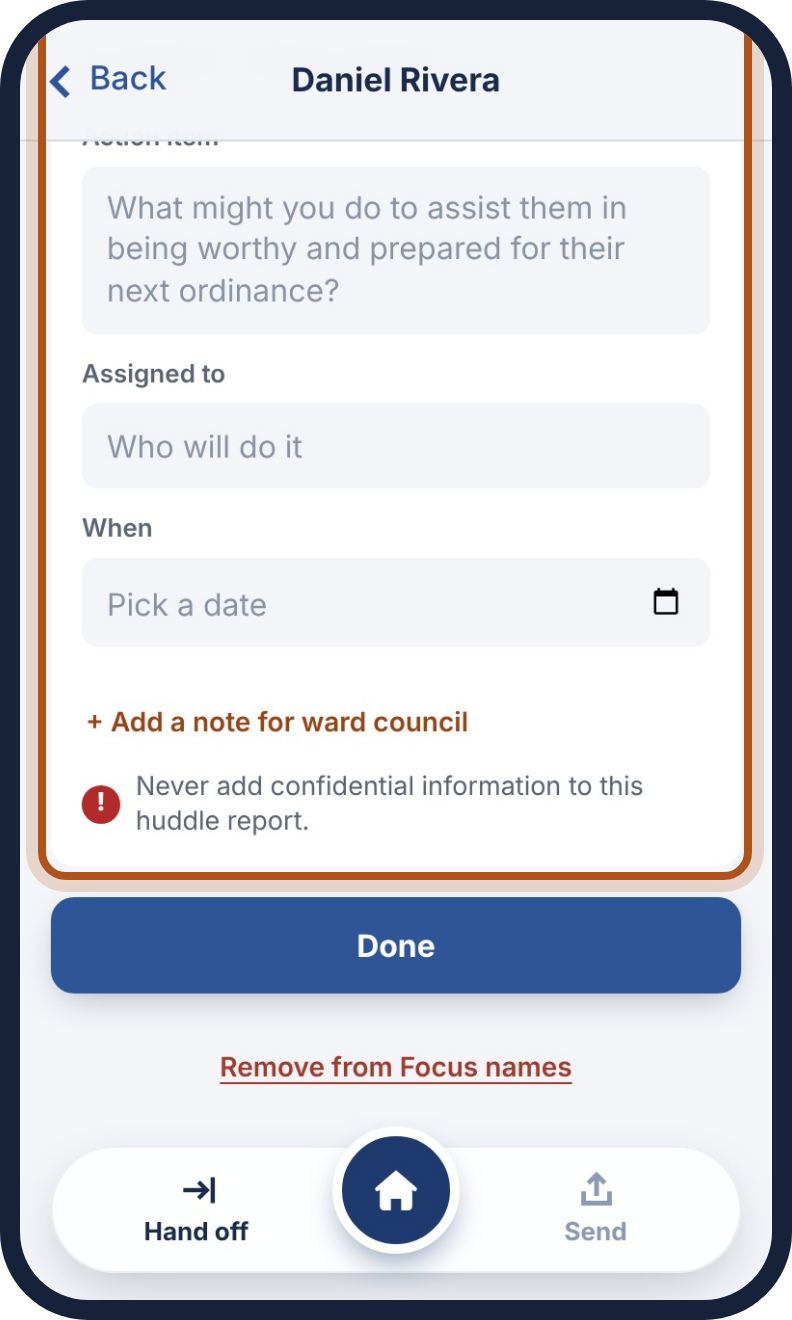 Back
Daniel Rivera
Action item
What might you do to assist them in
being worthy and prepared for their
next ordinance?
Assigned to
Who will do it
When
Pick a date
+ Add a note for ward council
!
Never add confidential information to this
huddle report.
Done
Remove from Focus names
Hand off
Send